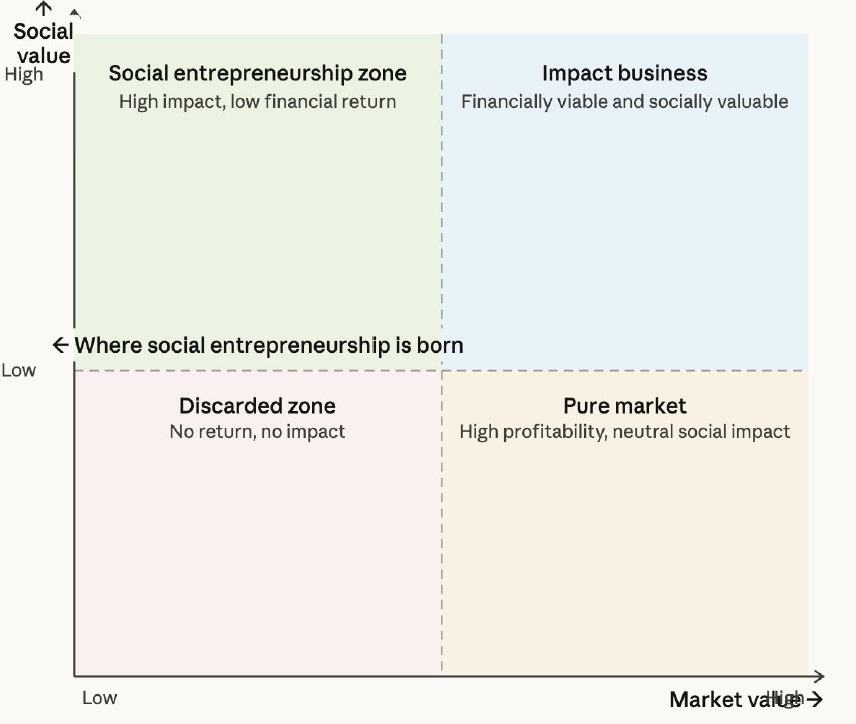 ↑
Social
value
High
Social entrepreneurship zone
High impact, low financial return
Impact business
Financially viable and socially valuable
← Where social entrepreneurship is born
Low
Discarded zone
No return, no impact
Pure market
High profitability, neutral social impact
Low
Market value →
High